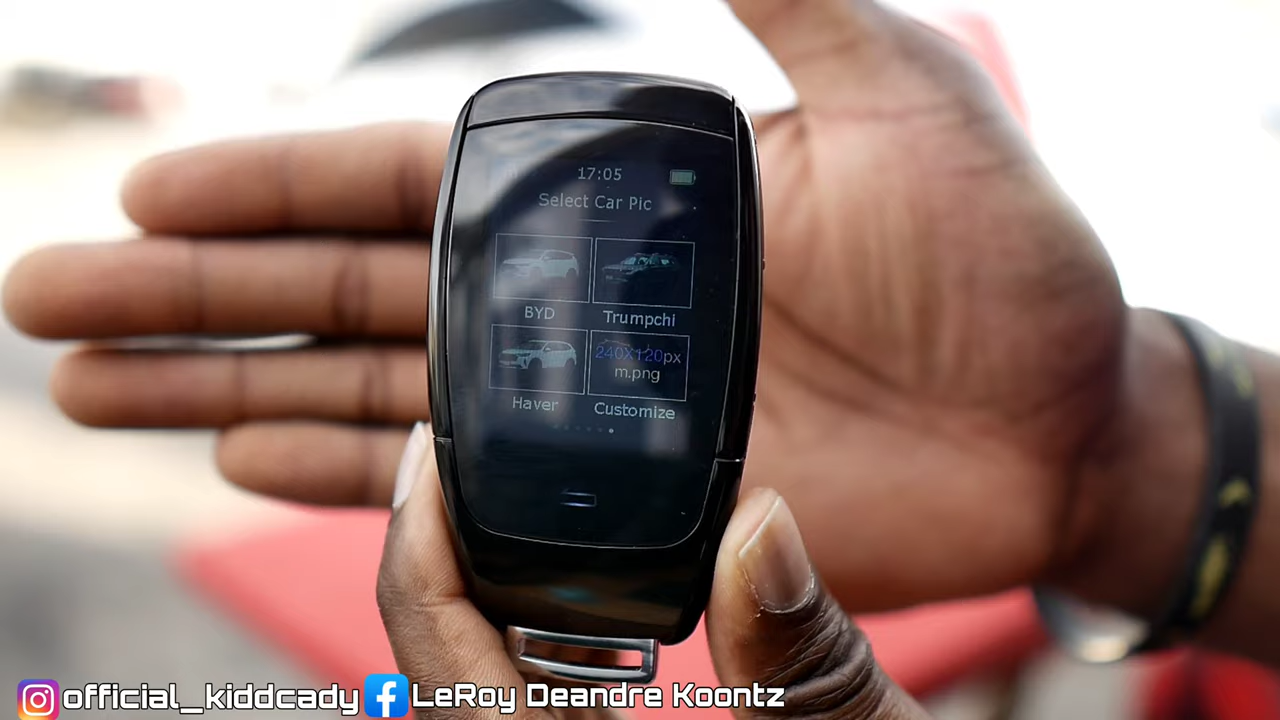 17:05
Select Car Pic
BYD
Trumpchi
240X120px
m.png
Haver
Customize
official_kiddcady LeRoy Deandre Koontz